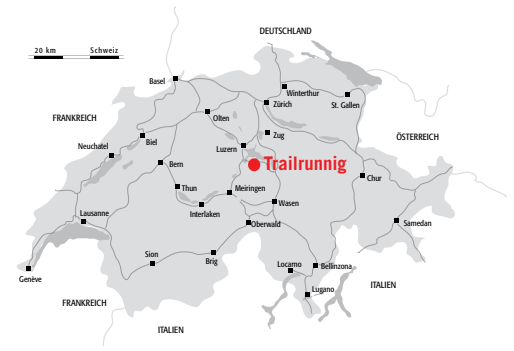 DEUTSCHLAND
20 km Schweiz
Basel
Winterthur
Zürich
St. Gallen
FRANKREICH
Olten
Zug
ÖSTERREICH
Biel
Neuchatel
Luzern
Bern
Trailrunnig
Chur
Thun
Meiringen
Wasen
Interlaken
Lausanne
Oberwald
Samedan
Sion
Brig
Locarno
Bellinzona
Genève
Lugano
ITALIEN
FRANKREICH
ITALIEN